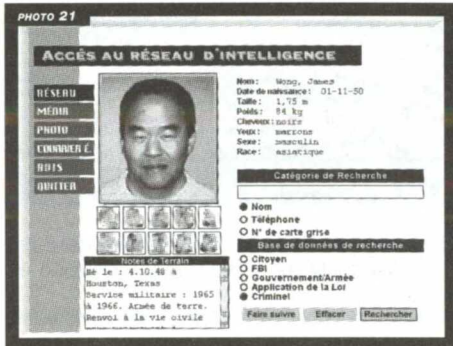 PHOTO 21
ACCÈS AU RÉSEAU D'INTELLIGENCE
RÉSEAU
MÉDIA
PHOTO
COURRIER É.
BOTS
QUITTER
Nom: Wong, James
Date de naissance: 01-11-50
Taille: 1,75 m
Poids: 84 kg
Cheveux: noirs
Yeux: marrons
Sexe: masculin
Race: asiatique
Catégorie de Recherche
Nom
Téléphone
N° de carte grise
Base de données de recherche
Citoyen
FBI
Gouvernement/Armée
Application de la Loi
Criminel
Faire suivre Effacer Rechercher
Notes de Terrain
Né le : 4.10.48 à
Houston, Texas
Service militaire : 1965
à 1966. Armée de terre.
Renvoi à la vie civile